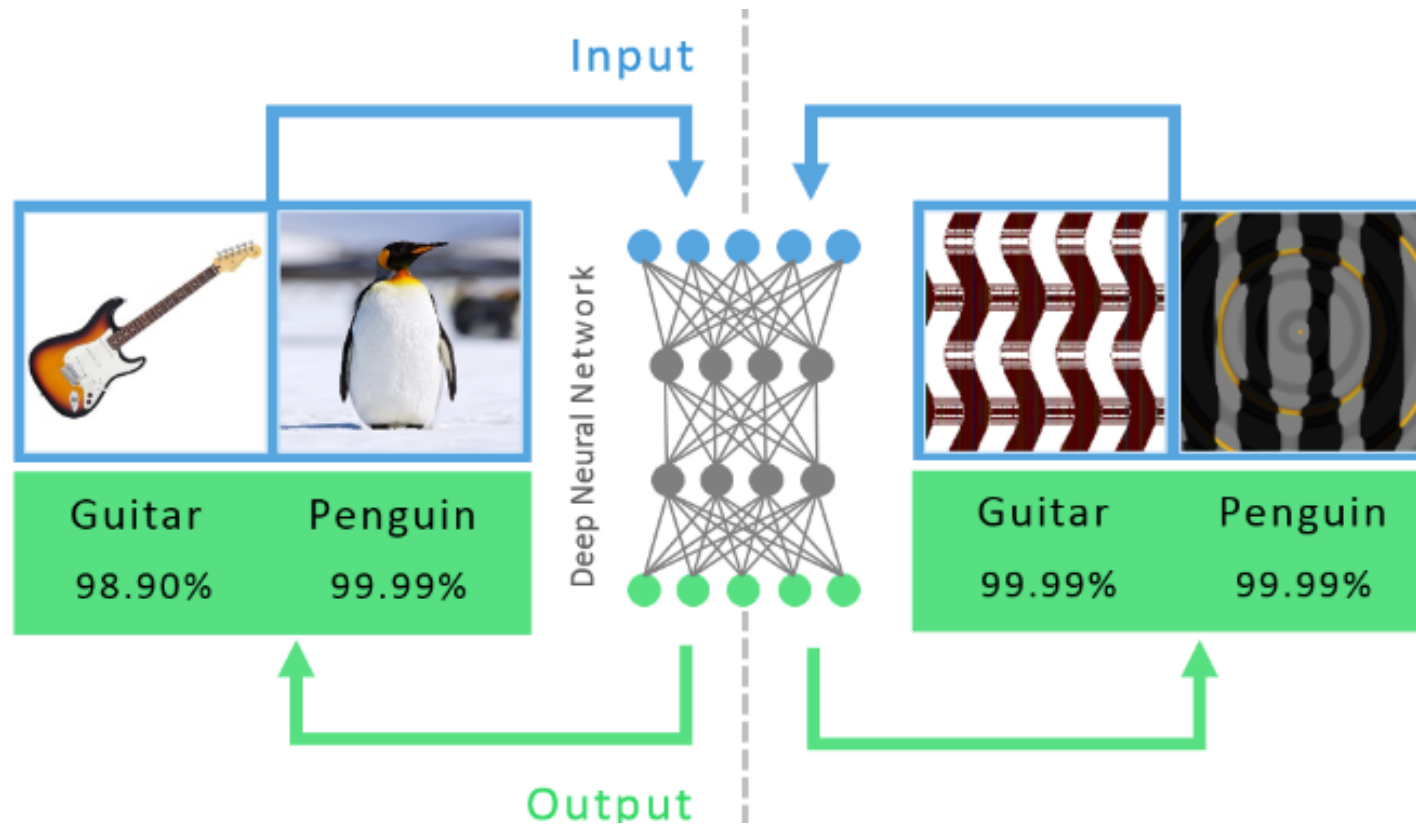 Input
Deep Neural Network
Guitar Penguin
98.90% 99.99%
Guitar Penguin
99.99% 99.99%
Output